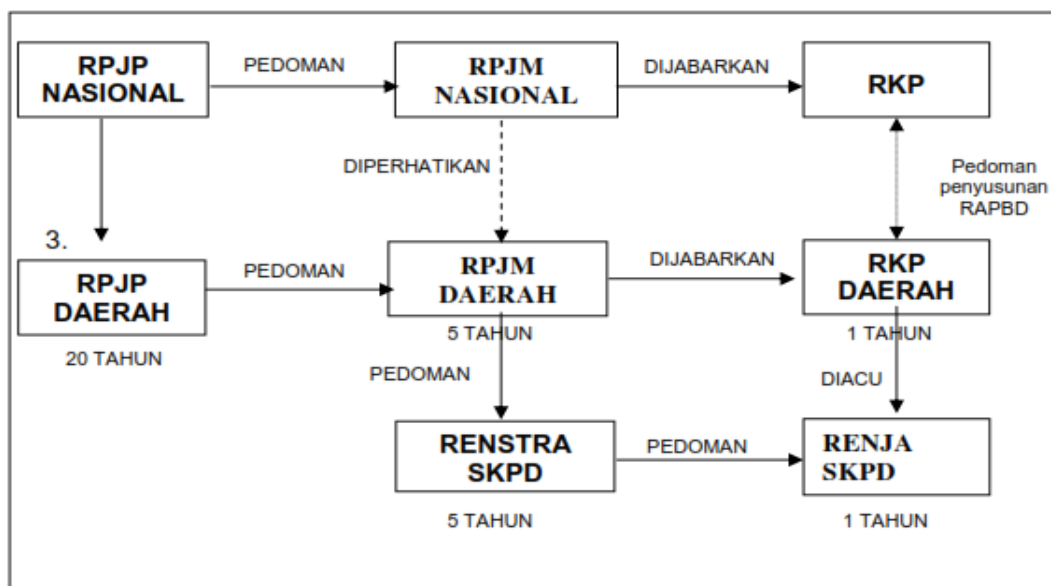 RPJP
NASIONAL
PEDOMAN
RPJM
NASIONAL
DIJABARKAN
RKP
DIPERHATIKAN
Pedoman
penyusunan
RAPBD
3.
RPJP
DAERAH
PEDOMAN
RPJM
DAERAH
DIJABARKAN
RKP
DAERAH
20 TAHUN
5 TAHUN
1 TAHUN
PEDOMAN
DIACU
RENSTRA
SKPD
PEDOMAN
RENJA
SKPD
5 TAHUN
1 TAHUN